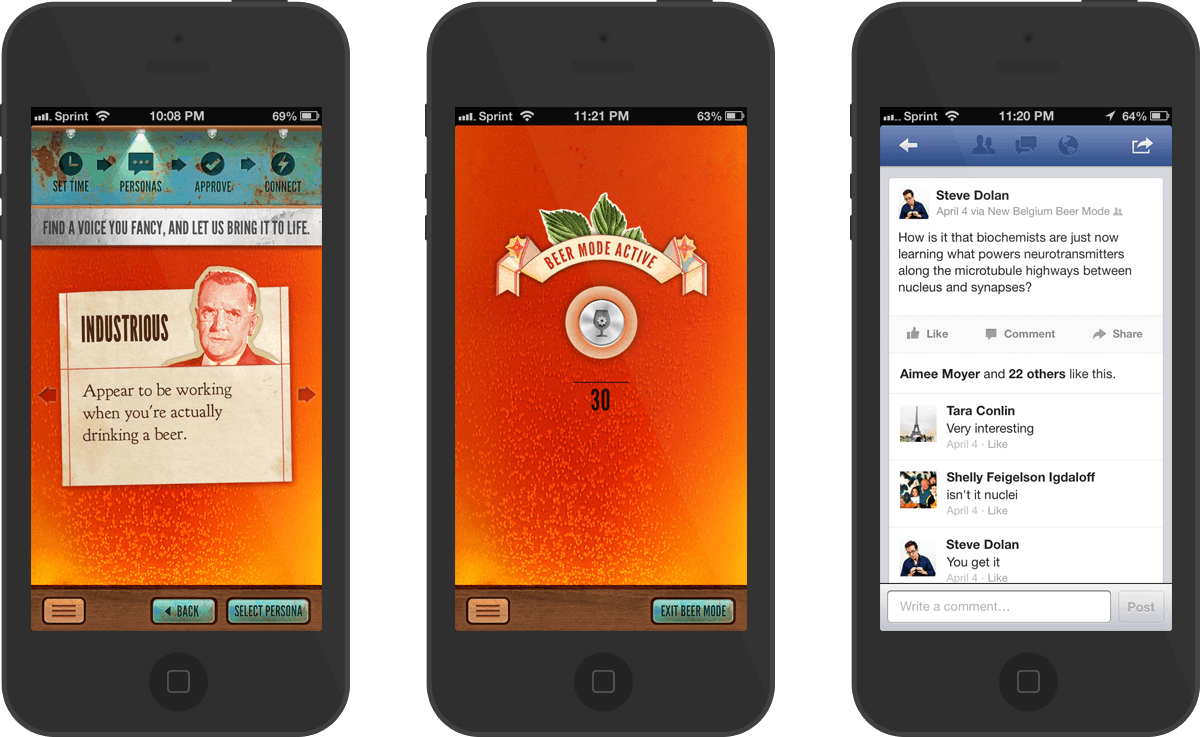 Sprint 10:08 PM 69%
SET TIME PERSONAS APPROVE CONNECT
FIND A VOICE YOU FANCY, AND LET US BRING IT TO LIFE.
INDUSTRIOUS
Appear to be working
when you're actually
drinking a beer.
BACK SELECT PERSONA
Sprint 11:21 PM 63%
BEER MODE ACTIVE
30
EXIT BEER MODE
Sprint 11:20 PM 64%
Steve Dolan
April 4 via New Belgium Beer Mode
How is it that biochemists are just now
learning what powers neurotransmitters
along the microtubule highways between
nucleus and synapses?
Like Comment Share
Aimee Moyer and 22 others like this.
Tara Conlin
Very interesting
April 4 · Like
Shelly Feigelson Igdaloff
isn't it nuclei
April 4 · Like
Steve Dolan
You get it
April 4 · Like
Write a comment... Post